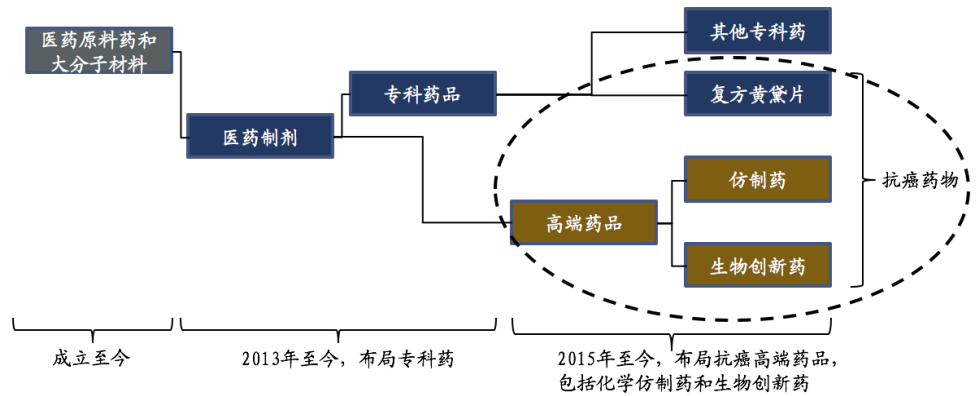 医药原料药和
大分子材料
医药制剂
专科药品
其他专科药
复方黄黛片
仿制药
高端药品
生物创新药
抗癌药物
成立至今
2013年至今，布局专科药
2015年至今，布局抗癌高端药品，
包括化学仿制药和生物创新药